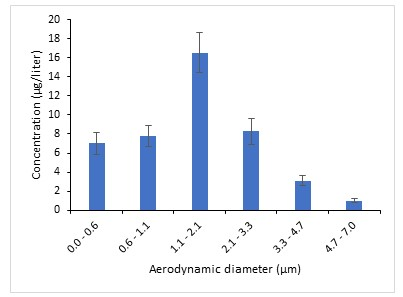 20
18
16
14
12
10
8
6
4
2
0
Concentration (µg/liter)
0.0 - 0.6
0.6 - 1.1
1.1 - 2.1
2.1 - 3.3
3.3 - 4.7
4.7 - 7.0
Aerodynamic diameter (µm)